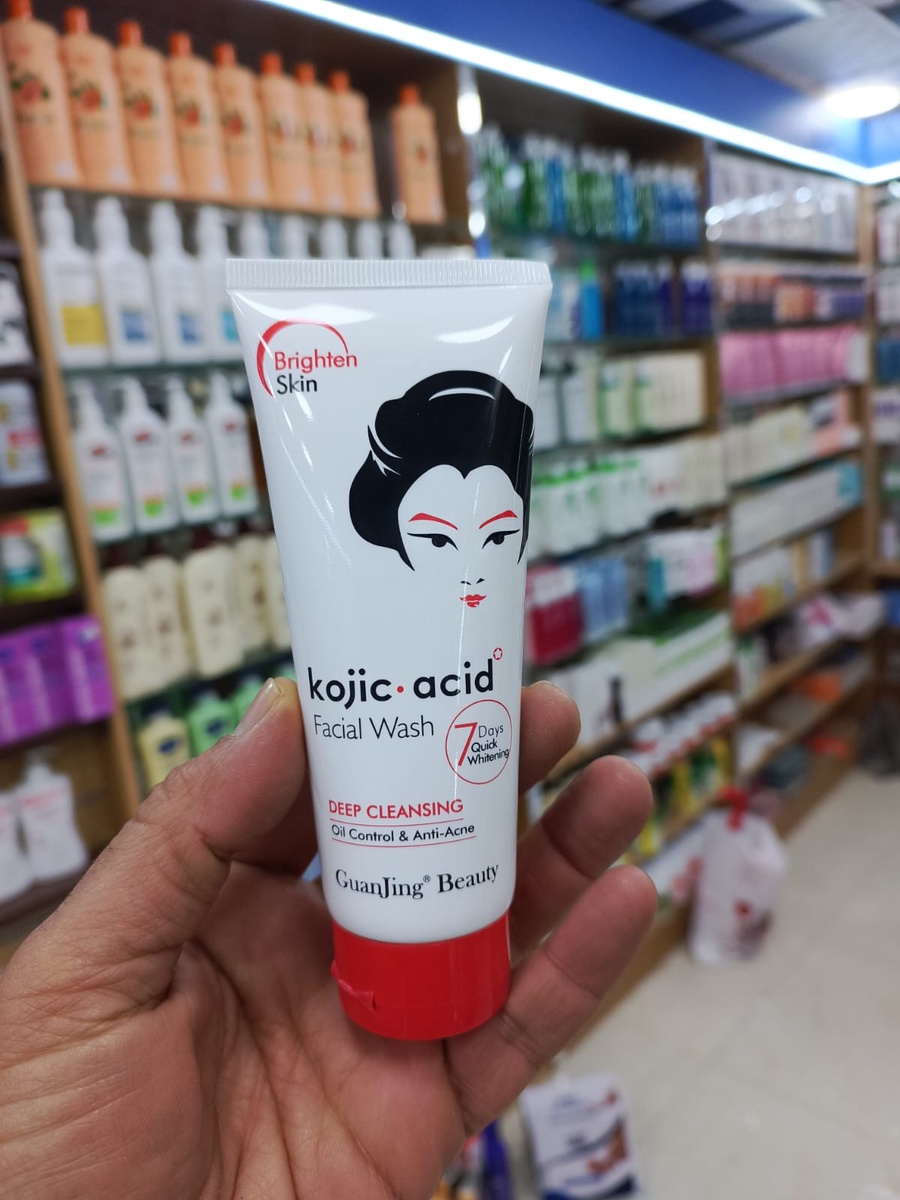 Brighten
Skin
kojic·acid
Facial Wash
7 Days
Quick
Whitening
DEEP CLEANSING
Oil Control & Anti-Acne
GuanJing® Beauty